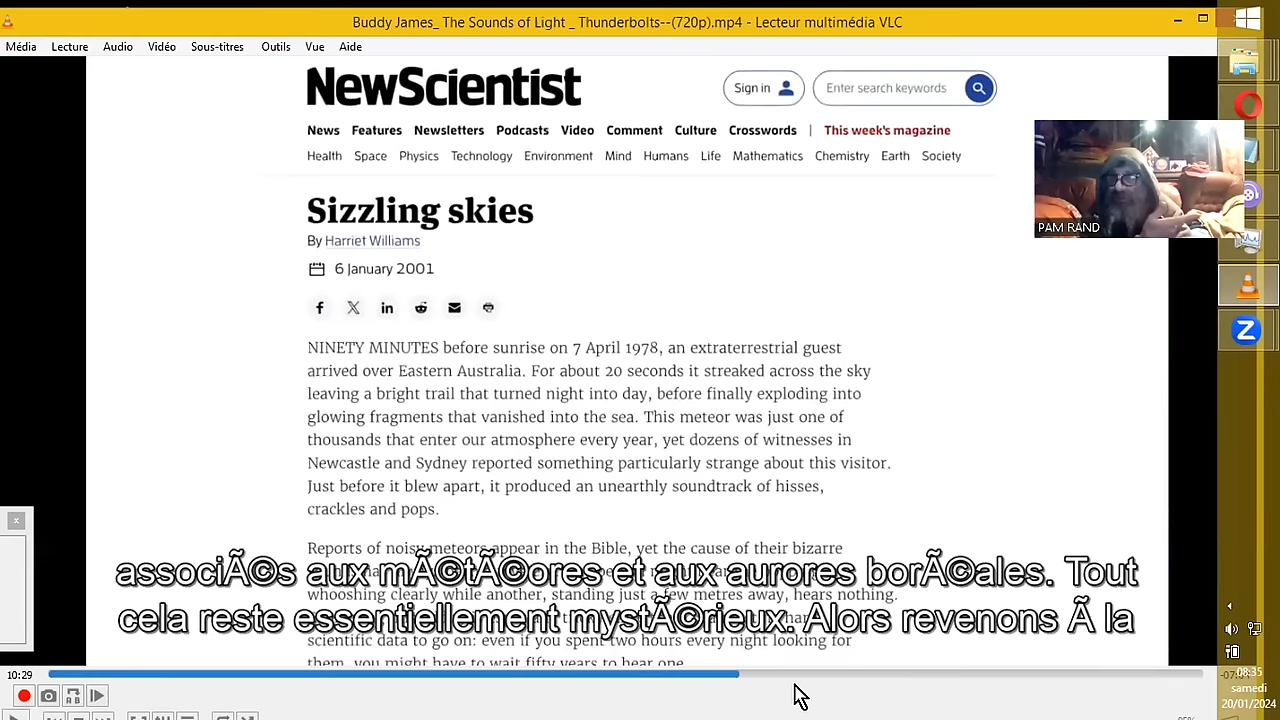 Buddy James_ The Sounds of Light _ Thunderbolts--(720p).mp4 - Lecteur multimédia VLC
Média Lecture Audio Vidéo Sous-titres Outils Vue Aide
NewScientist
Sign in
Enter search keywords
News Features Newsletters Podcasts Video Comment Culture Crosswords | This week's magazine
Health Space Physics Technology Environment Mind Humans Life Mathematics Chemistry Earth Society
PAM RAND
Sizzling skies
By Harriet Williams
6 January 2001
NINETY MINUTES before sunrise on 7 April 1978, an extraterrestrial guest
arrived over Eastern Australia. For about 20 seconds it streaked across the sky
leaving a bright trail that turned night into day, before finally exploding into
glowing fragments that vanished into the sea. This meteor was just one of
thousands that enter our atmosphere every year, yet dozens of witnesses in
Newcastle and Sydney reported something particularly strange about this visitor.
Just before it blew apart, it produced an unearthly soundtrack of hisses,
crackles and pops.
Reports of noisy meteors appear in the Bible, yet the cause of their bizarre
associÃ©s aux mÃ©tÃ©ores et aux aurores borÃ©ales. Tout
whooshing clearly while another, standing just a few metres away, hears nothing.
cela reste essentiellement mystÃ©rieux. Alors revenons Ã la
scientific data to go on: even if you spent two hours every night looking for
them, you might have to wait fifty years to hear one.
10:29
08:35
samedi
20/01/2024